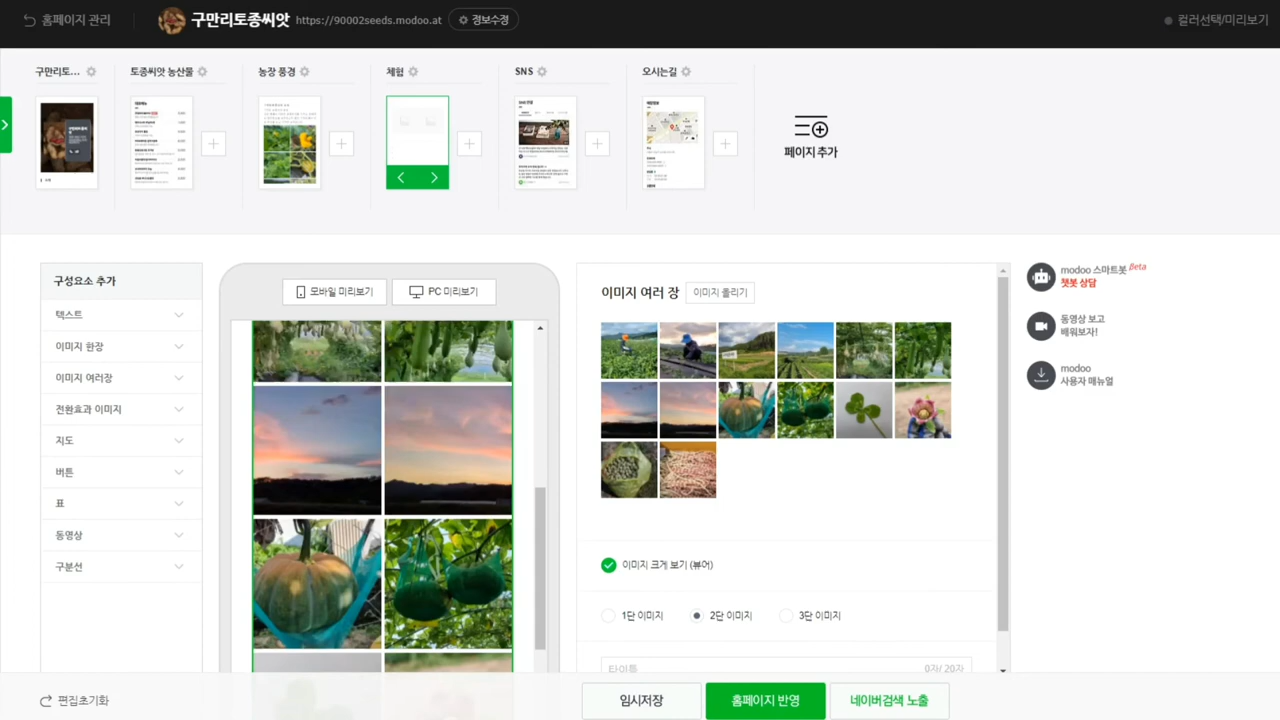 홈페이지 관리
구만리토종씨앗 https://90002seeds.modoo.at 정보수정
컬러선택/미리보기
구만리토... 토종씨앗 농산물 농장 풍경 체험 SNS 오시는길
페이지 추가
구성요소 추가
텍스트
이미지 한장
이미지 여러장
전환효과 이미지
지도
버튼
표
동영상
구분선
모바일 미리보기 PC 미리보기
이미지 여러 장 이미지 올리기
이미지 크게 보기 (뷰어)
1단 이미지 2단 이미지 3단 이미지
타이틀 0자/ 20자
modoo 스마트봇 Beta
챗봇 상담
동영상 보고
배워보자!
modoo
사용자 매뉴얼
편집초기화
임시저장 홈페이지 반영 네이버검색 노출